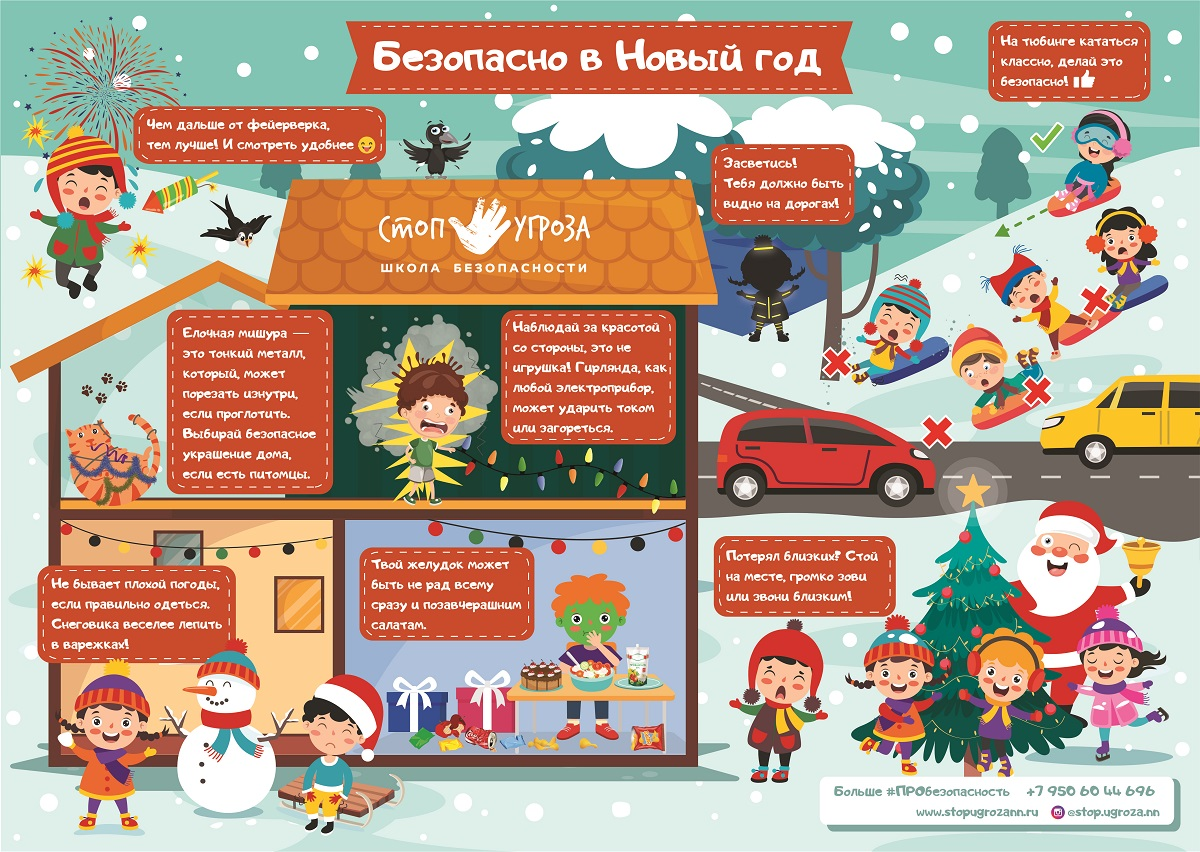 Безопасно в Новый год
На тюбинге кататься
классно, делай это
безопасно!
Чем дальше от фейерверка,
тем лучше! И смотреть удобнее
Засветись!
Тебя должно быть
видно на дорогах!
СТОП УГРОЗА
ШКОЛА БЕЗОПАСНОСТИ
Елочная мишура —
это тонкий металл,
который, может
порезать изнутри,
если проглотить.
Выбирай безопасное
украшение дома,
если есть питомцы.
Наблюдай за красотой
со стороны, это не
игрушка! Гирлянда, как
любой электроприбор,
может ударить током
или загореться.
Не бывает плохой погоды,
если правильно одеться.
Снеговика веселее лепить
в варежках!
Твой желудок может
быть не рад всему
сразу и позавчерашним
салатам.
Потерял близких? Стой
на месте, громко зови
или звони близким!
Больше #ПРОбезопасность +7 950 60 44 696
www.stopugrozann.ru @stop.ugroza.nn